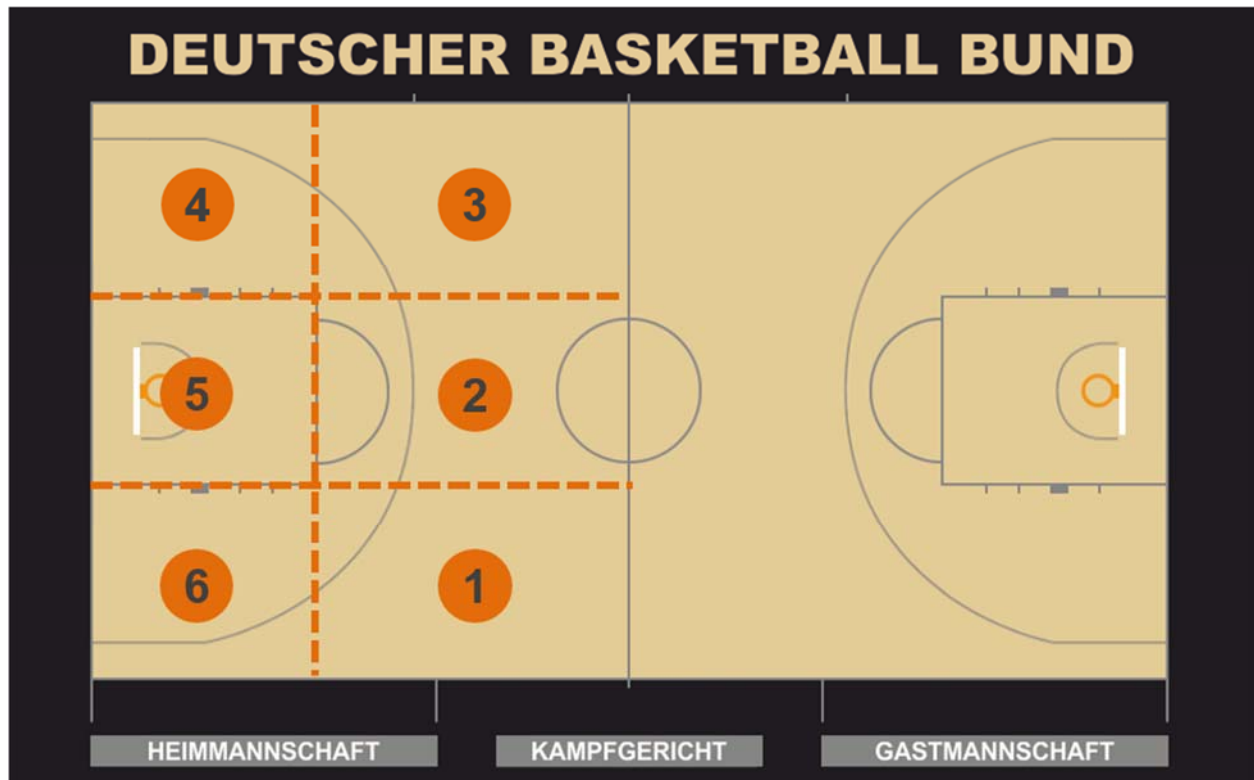 DEUTSCHER BASKETBALL BUND
4 3
5 2
6 1
HEIMMANNSCHAFT KAMPFGERICHT GASTMANNSCHAFT